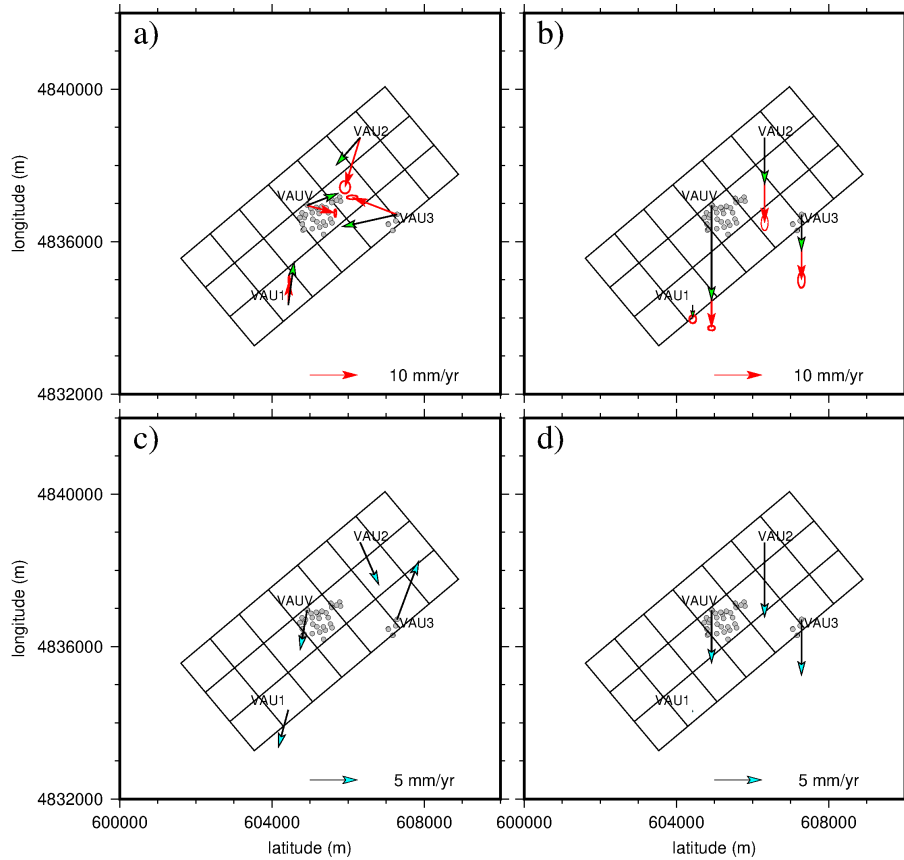 a)
b)
4840000
VAU2
VAU2
longitude (m)
VAUV
VAUV
4836000
VAU3
VAU3
VAU1
VAU1
10 mm/yr
10 mm/yr
4832000
c)
d)
4840000
VAU2
VAU2
longitude (m)
VAUV
VAUV
4836000
VAU3
VAU3
VAU1
VAU1
5 mm/yr
5 mm/yr
4832000
600000 604000 608000 600000 604000 608000
latitude (m) latitude (m)